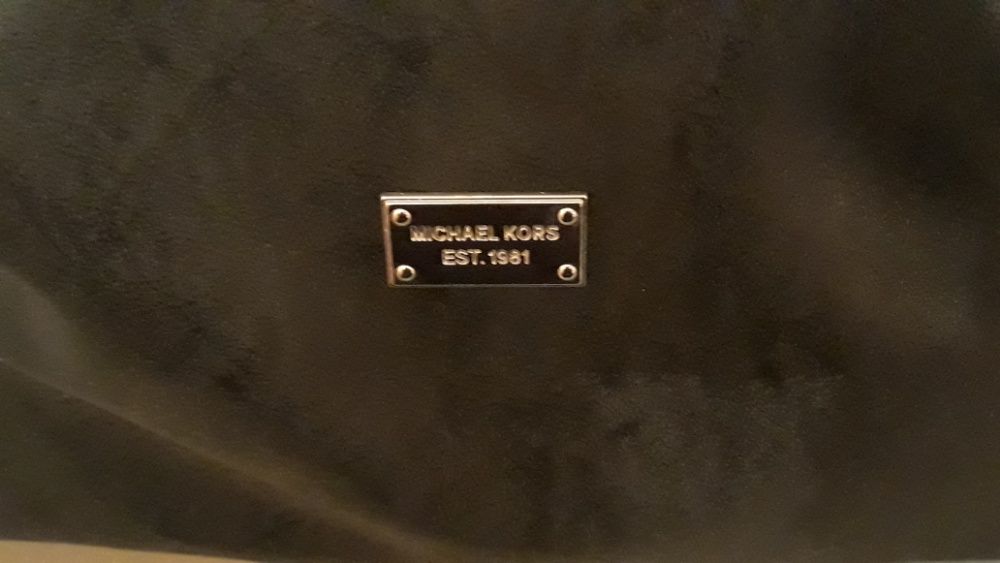 MICHAEL KORS
EST. 1981